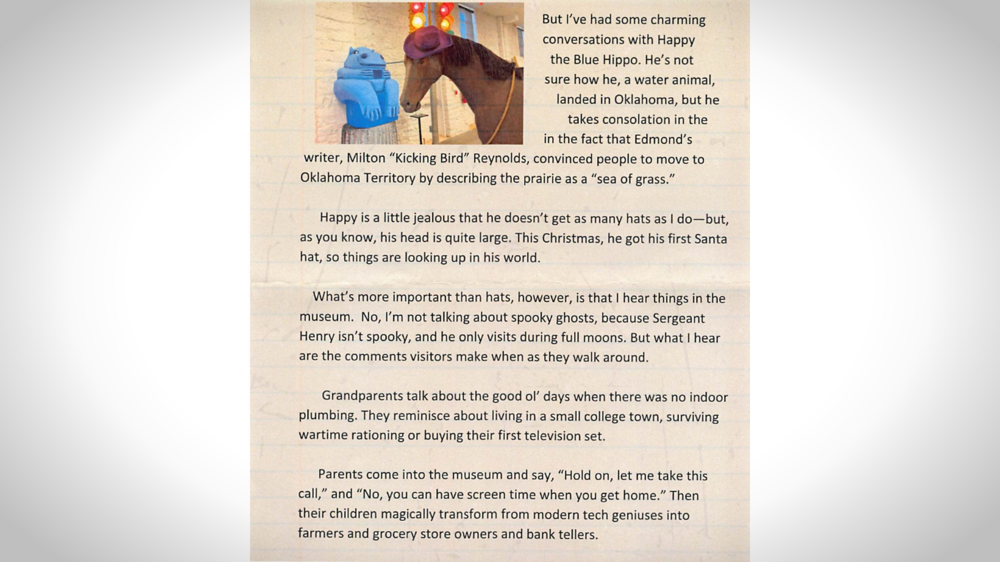 But I've had some charming
conversations with Happy
the Blue Hippo. He's not
sure how he, a water animal,
landed in Oklahoma, but he
takes consolation in the
in the fact that Edmond's
writer, Milton “Kicking Bird” Reynolds, convinced people to move to
Oklahoma Territory by describing the prairie as a “sea of grass.”
Happy is a little jealous that he doesn't get as many hats as I do—but,
as you know, his head is quite large. This Christmas, he got his first Santa
hat, so things are looking up in his world.
What's more important than hats, however, is that I hear things in the
museum.  No, I'm not talking about spooky ghosts, because Sergeant
Henry isn't spooky, and he only visits during full moons. But what I hear
are the comments visitors make when as they walk around.
Grandparents talk about the good ol' days when there was no indoor
plumbing. They reminisce about living in a small college town, surviving
wartime rationing or buying their first television set.
Parents come into the museum and say, “Hold on, let me take this
call,” and “No, you can have screen time when you get home.” Then
their children magically transform from modern tech geniuses into
farmers and grocery store owners and bank tellers.